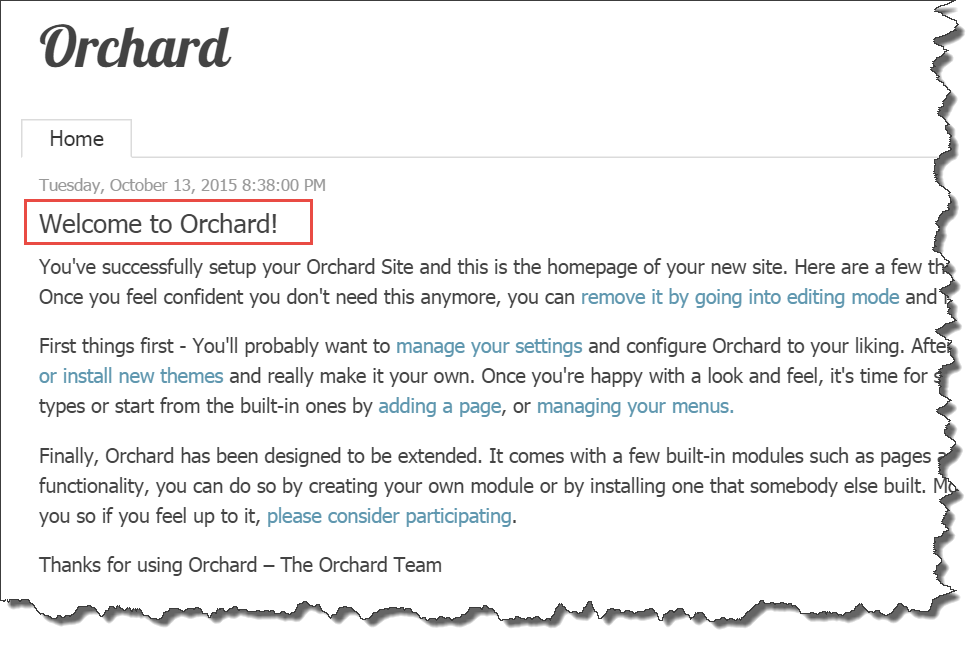 Orchard
Home
Tuesday, October 13, 2015 8:38:00 PM
Welcome to Orchard!
You've successfully setup your Orchard Site and this is the homepage of your new site. Here are a few
Once you feel confident you don't need this anymore, you can remove it by going into editing mode and
First things first - You'll probably want to manage your settings and configure Orchard to your liking. After
or install new themes and really make it your own. Once you're happy with a look and feel, it's time for
types or start from the built-in ones by adding a page, or managing your menus.
Finally, Orchard has been designed to be extended. It comes with a few built-in modules such as pages
functionality, you can do so by creating your own module or by installing one that somebody else built.
you so if you feel up to it, please consider participating.
Thanks for using Orchard – The Orchard Team